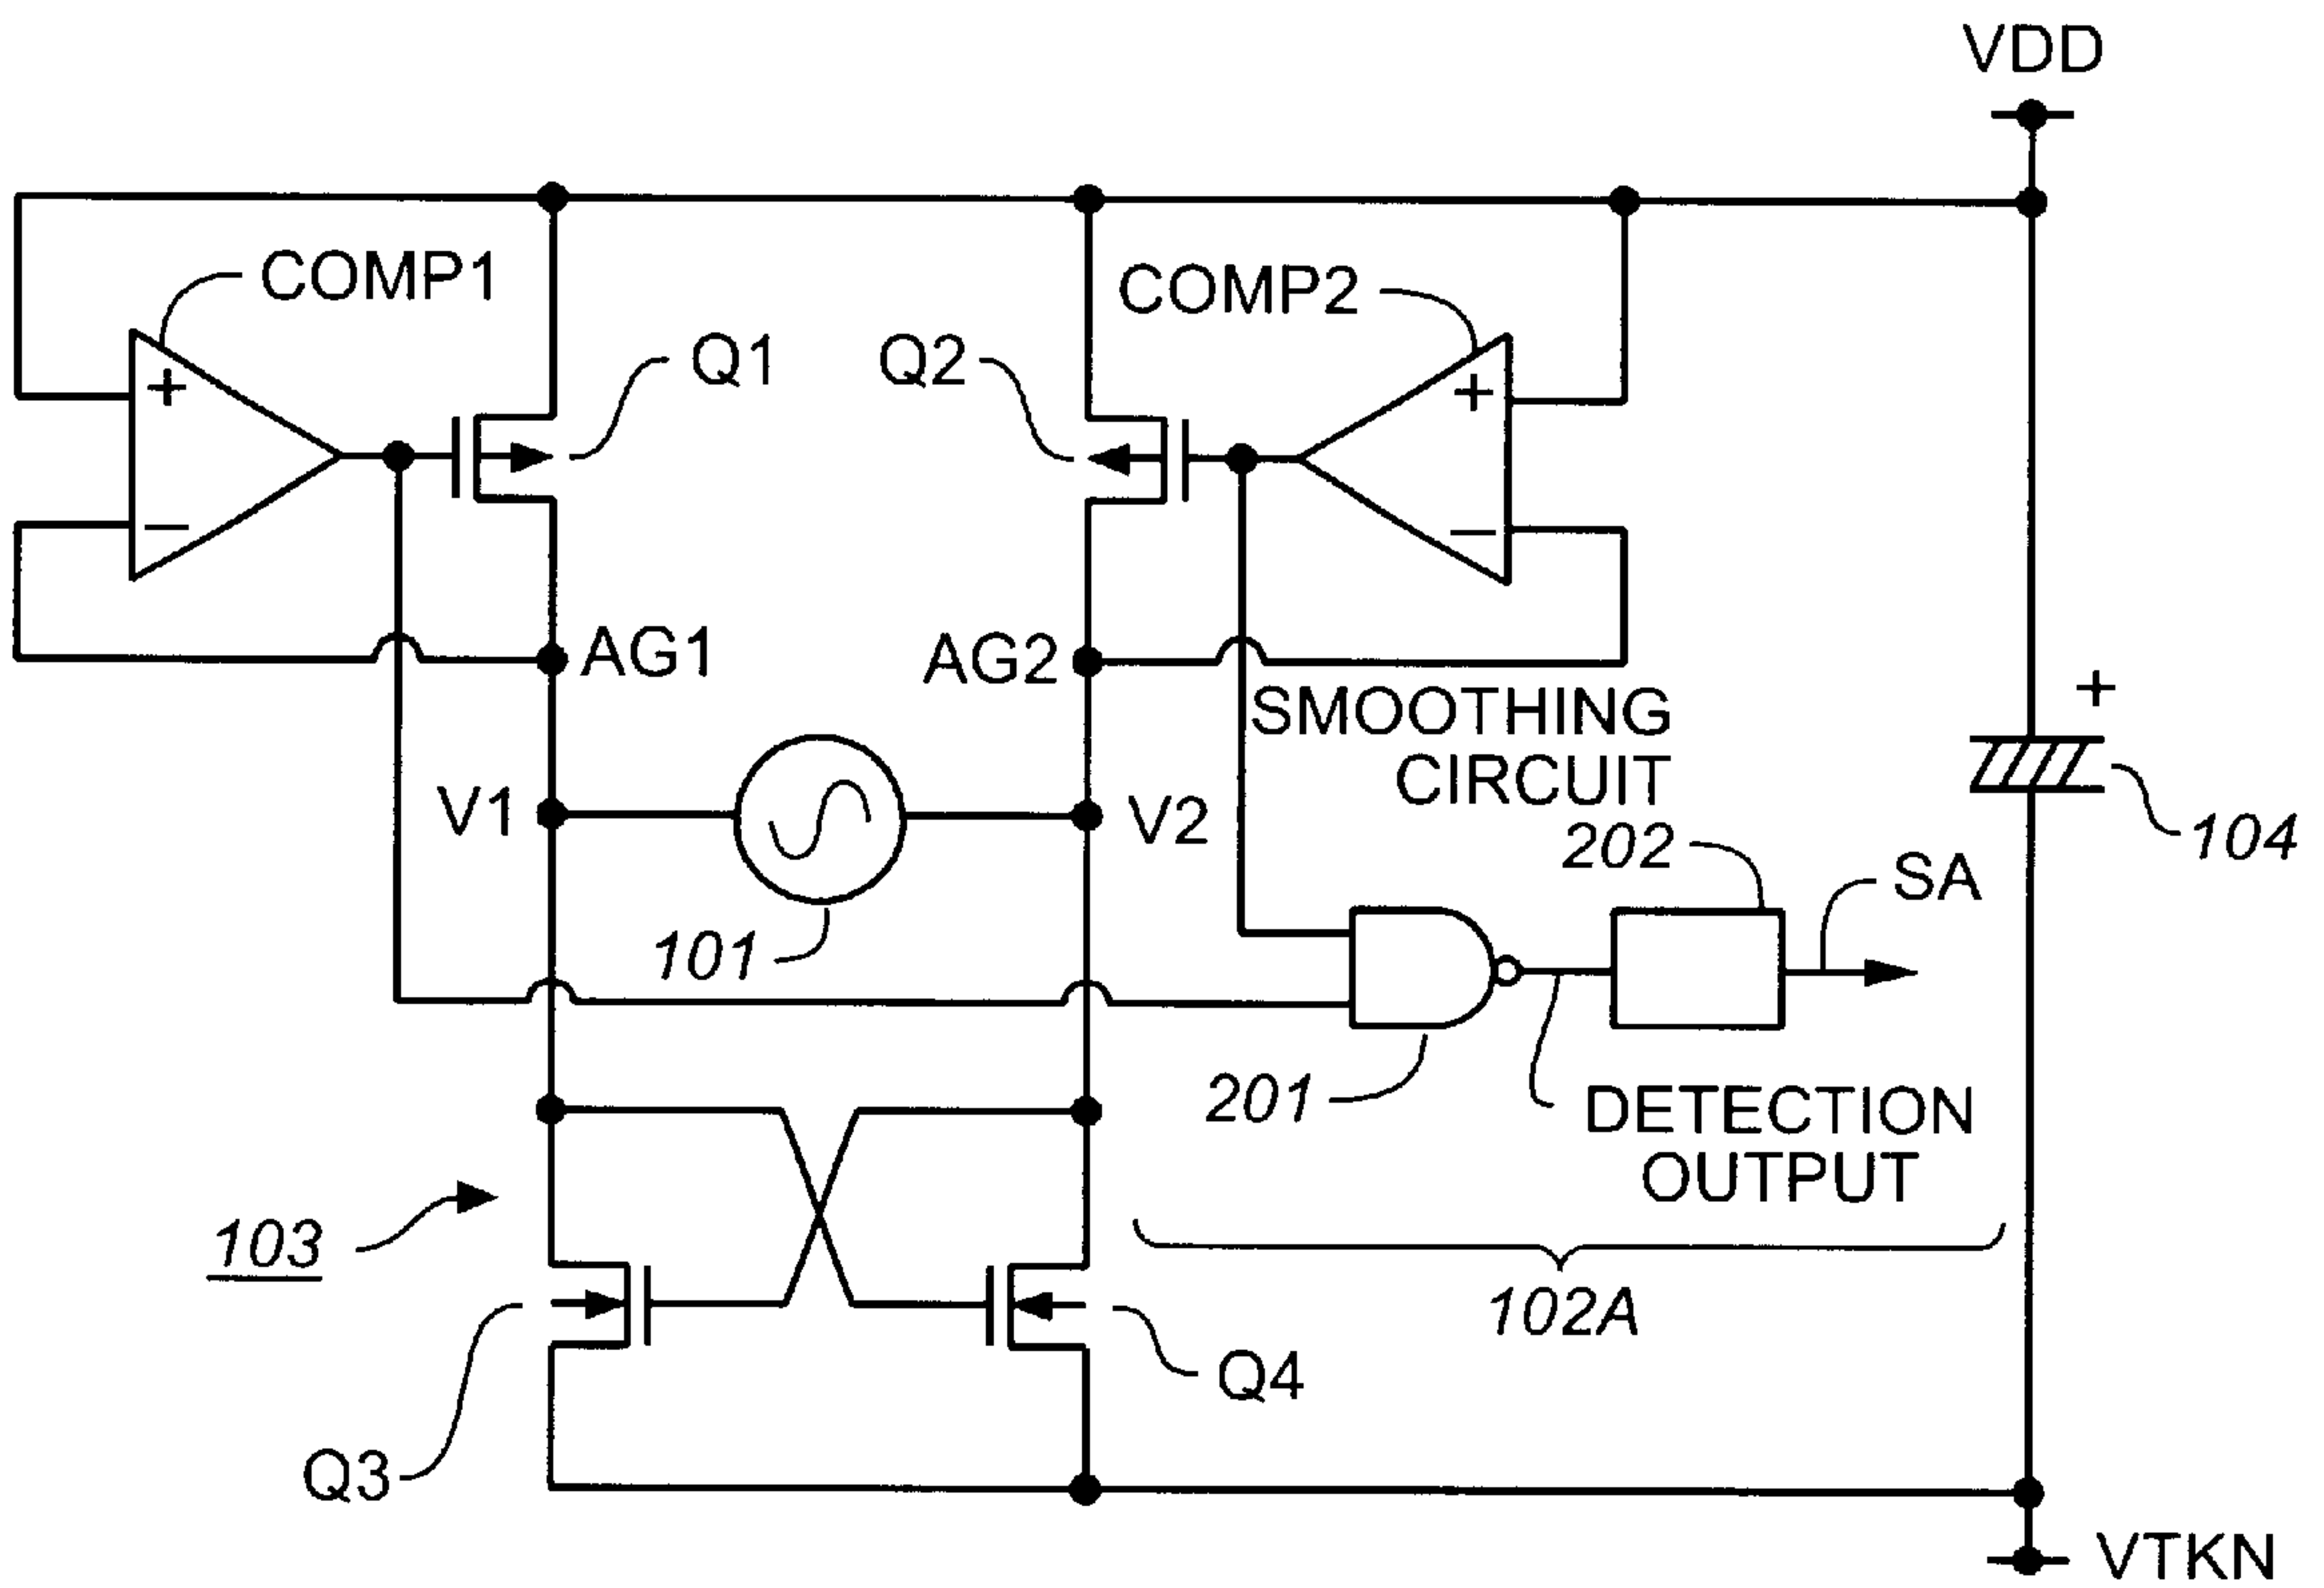 VDD
COMP1
COMP2
Q1
Q2
+
−
+
−
AG1
AG2
SMOOTHING
CIRCUIT
202
+
104
V1
V2
SA
101
201
DETECTION
OUTPUT
103
102A
Q3
Q4
VTKN